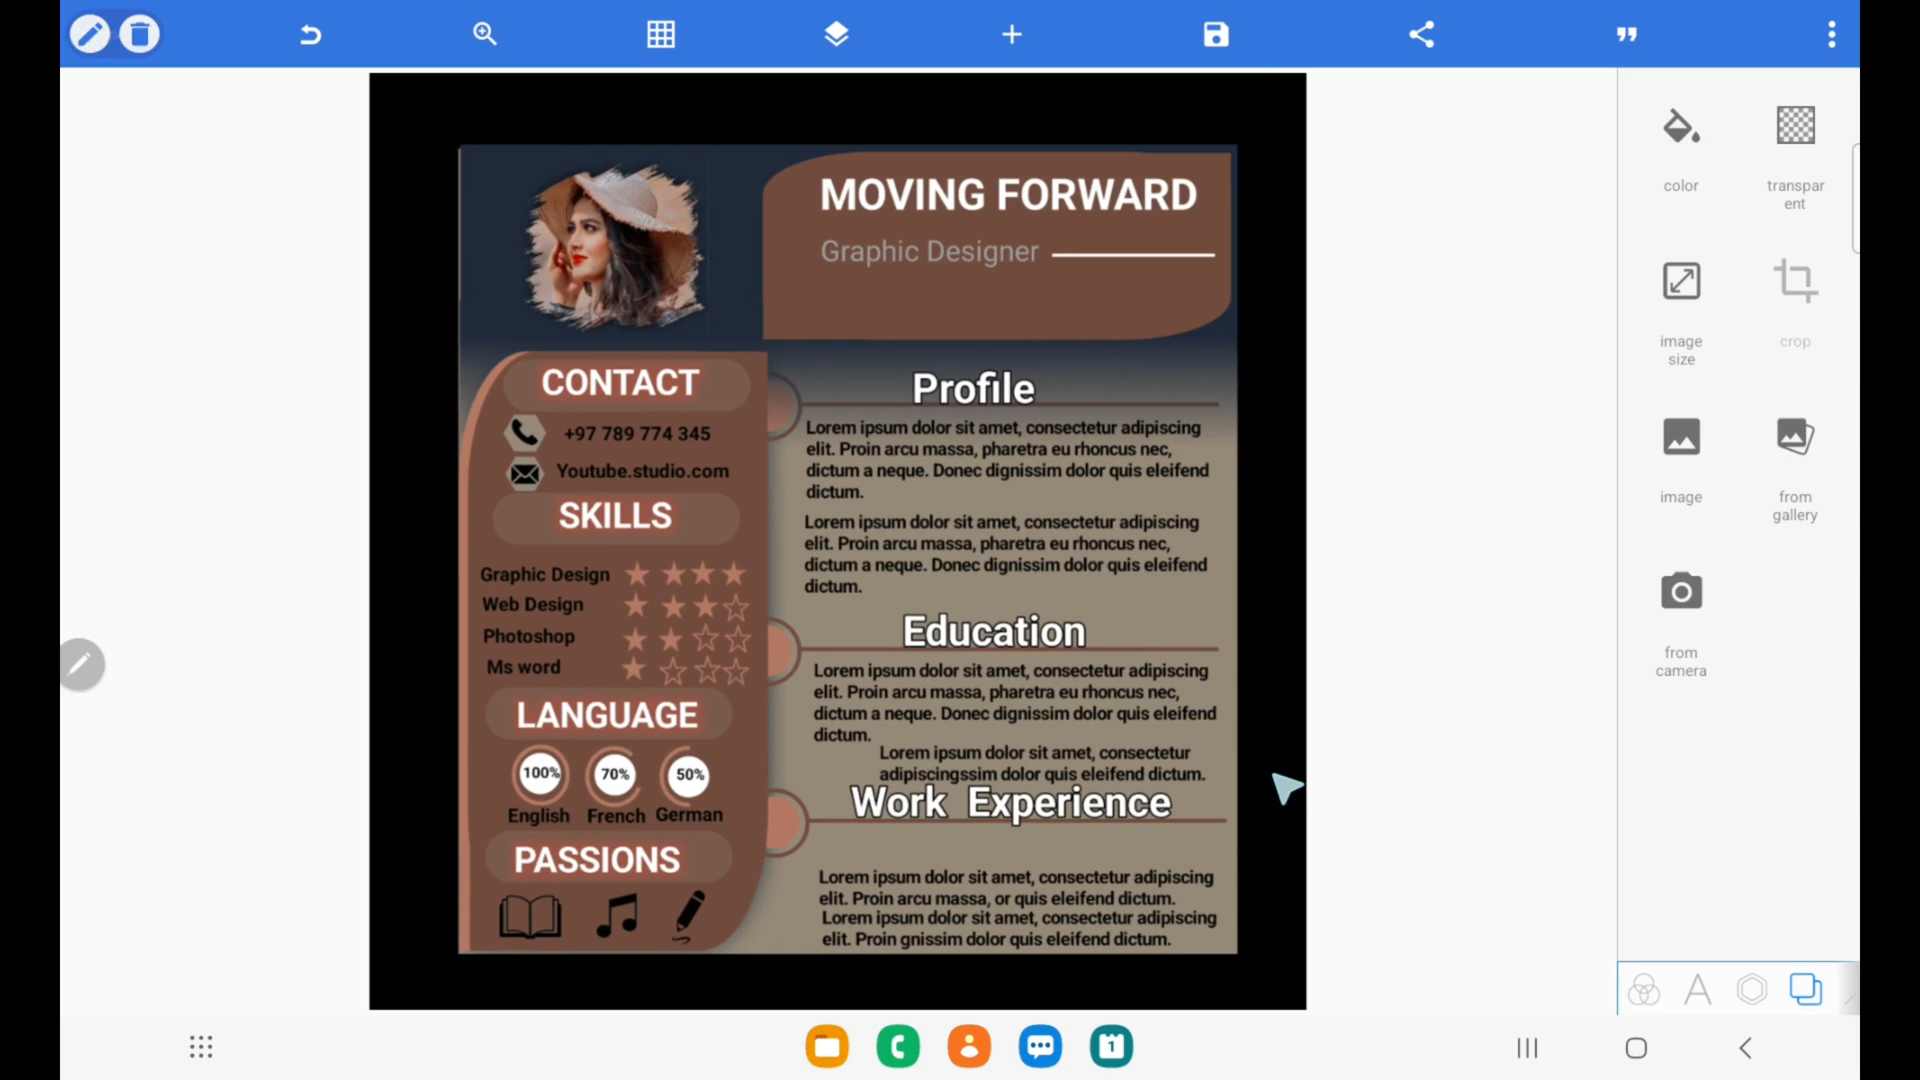 MOVING FORWARD
Graphic Designer
CONTACT
+97 789 774 345
Youtube.studio.com
SKILLS
Graphic Design
Web Design
Photoshop
Ms word
LANGUAGE
100%
70%
50%
English
French
German
PASSIONS
Profile
Lorem ipsum dolor sit amet, consectetur adipiscing
elit. Proin arcu massa, pharetra eu rhoncus nec,
dictum a neque. Donec dignissim dolor quis eleifend
dictum.
Lorem ipsum dolor sit amet, consectetur adipiscing
elit. Proin arcu massa, pharetra eu rhoncus nec,
dictum a neque. Donec dignissim dolor quis eleifend
dictum.
Education
Lorem ipsum dolor sit amet, consectetur adipiscing
elit. Proin arcu massa, pharetra eu rhoncus nec,
dictum a neque. Donec dignissim dolor quis eleifend
dictum.
Lorem ipsum dolor sit amet, consectetur
adipiscingssim dolor quis eleifend dictum.
Work Experience
Lorem ipsum dolor sit amet, consectetur adipiscing
elit. Proin arcu massa, or quis eleifend dictum.
Lorem ipsum dolor sit amet, consectetur adipiscing
elit. Proin gnissim dolor quis eleifend dictum.
color
transpar
ent
image
size
crop
image
from
gallery
from
camera
A
1